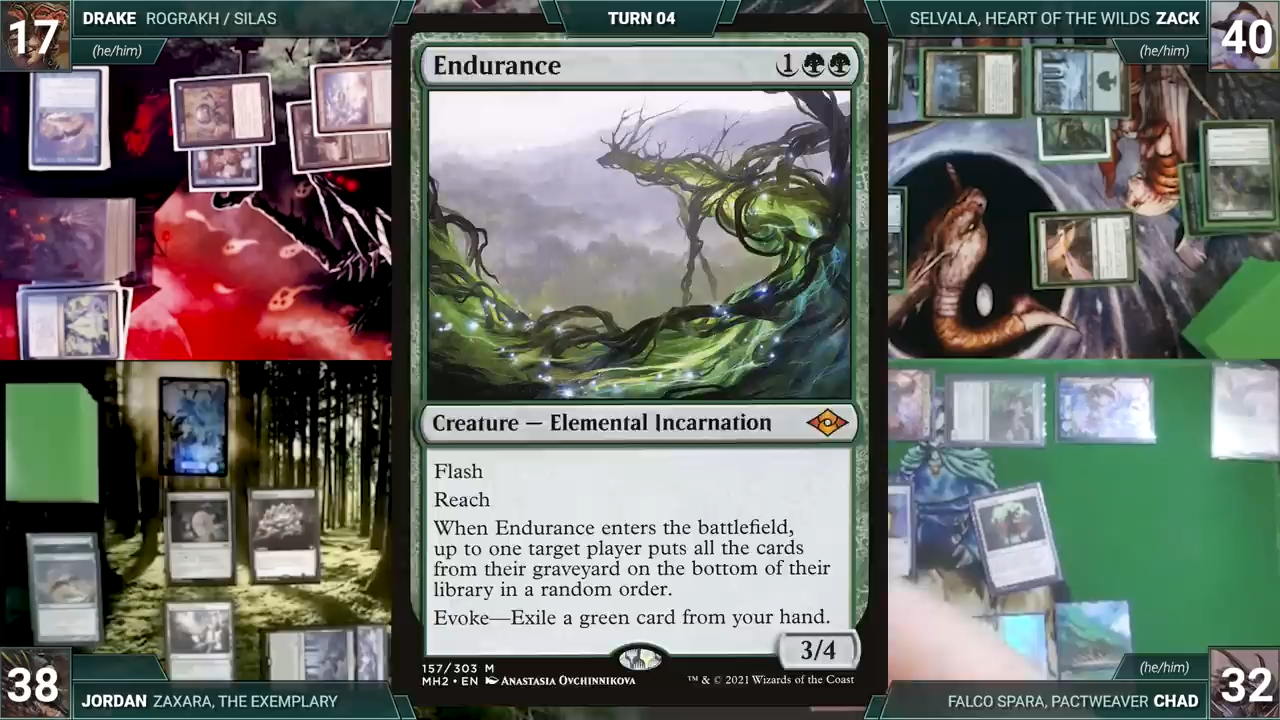 17
DRAKE ROGRAKH / SILAS
(he/him)
TURN 04
SELVALA, HEART OF THE WILDS ZACK
(he/him)
40
Endurance
1
Creature — Elemental Incarnation
Flash
Reach
When Endurance enters the battlefield,
up to one target player puts all the cards
from their graveyard on the bottom of their
library in a random order.
Evoke—Exile a green card from your hand.
3/4
157/303 M
MH2 • EN ANASTASIA OVCHINNIKOVA
™ & © 2021 Wizards of the Coast
38
JORDAN ZAXARA, THE EXEMPLARY
(he/him)
FALCO SPARA, PACTWEAVER CHAD
32